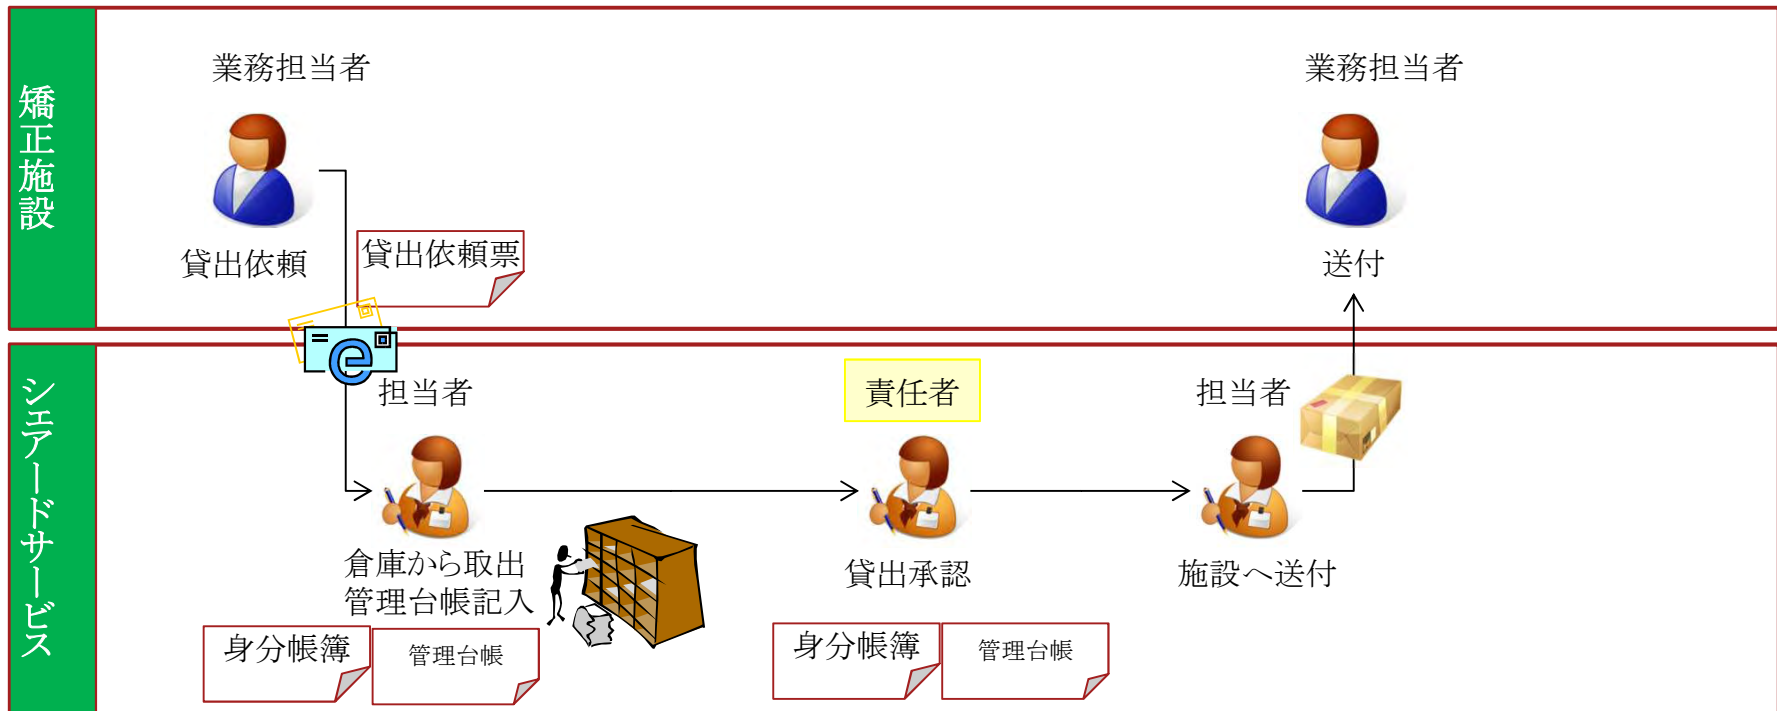 矯正施設
業務担当者
業務担当者
貸出依頼
貸出依頼票
送付
シェアードサービス
e
担当者
責任者
担当者
倉庫から取出
管理台帳記入
貸出承認
施設へ送付
身分帳簿
管理台帳
身分帳簿
管理台帳